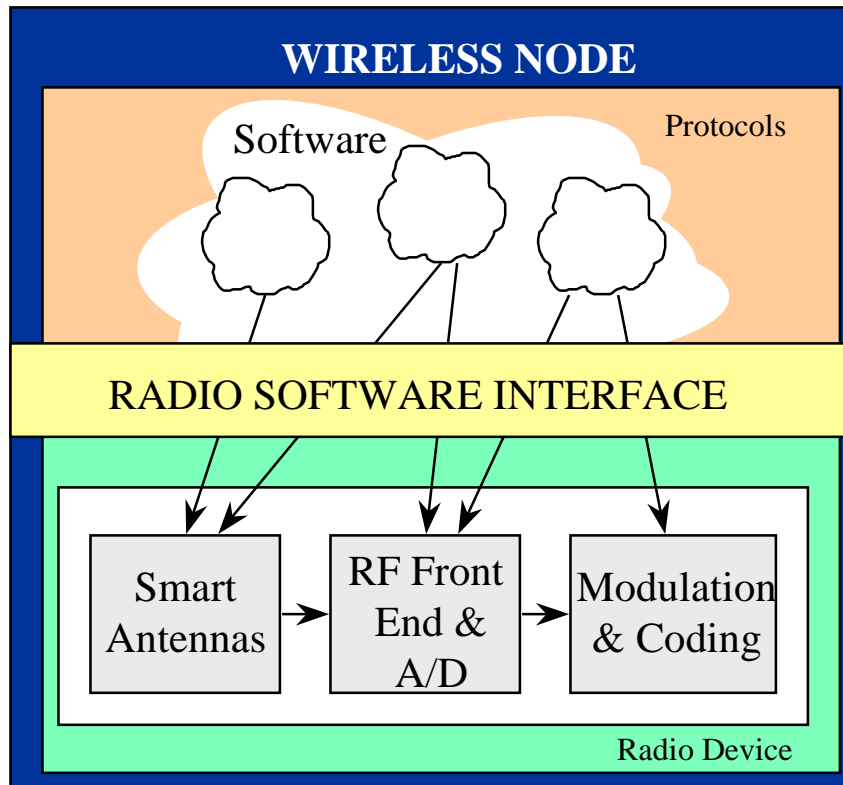 WIRELESS NODE
Protocols
Software
RADIO SOFTWARE INTERFACE
Smart
Antennas
RF Front
End &
A/D
Modulation
& Coding
Radio Device